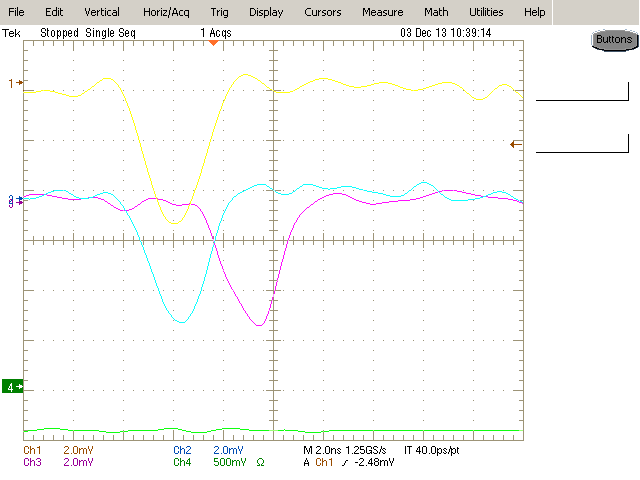 File Edit Vertical Horiz/Acq Trig Display Cursors Measure Math Utilities Help
Tek Stopped Single Seq 1 Acqs 03 Dec 13 10:39:14
Buttons
1
3
4
Ch1 2.0mV Ch2 2.0mV M 2.0ns 1.25GS/s IT 40.0ps/pt
Ch3 2.0mV Ch4 500mV Ω A Ch1 ∕ -2.48mV